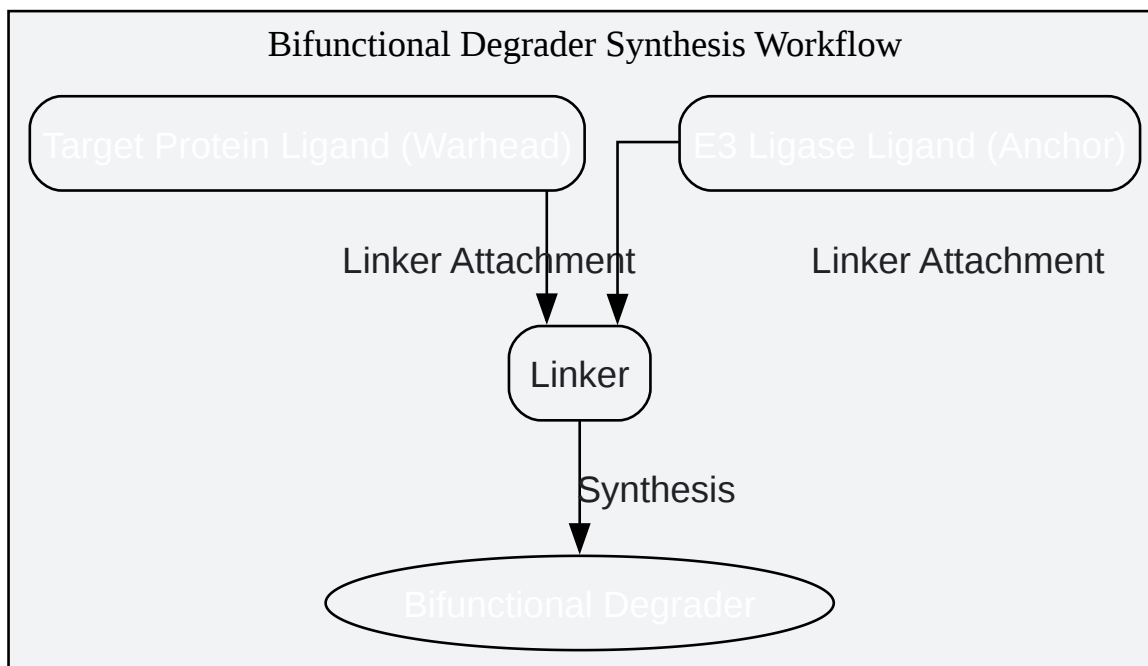 Bifunctional Degrader Synthesis Workflow
Target Protein Ligand (Warhead)
E3 Ligase Ligand (Anchor)
Linker Attachment
Linker Attachment
Linker
Synthesis
Bifunctional Degrader